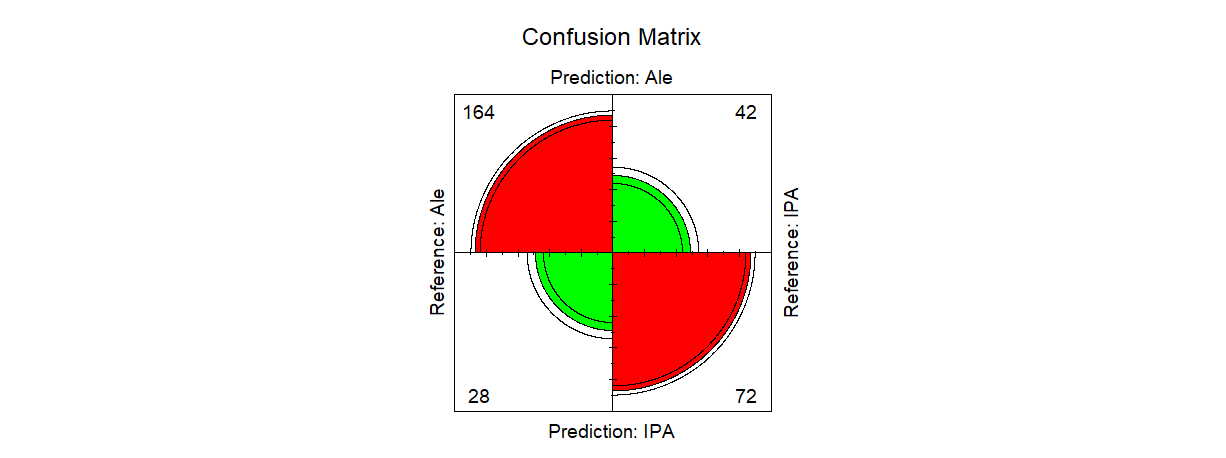 Confusion Matrix
Prediction: Ale
164
42
Reference: Ale
Reference: IPA
28
72
Prediction: IPA